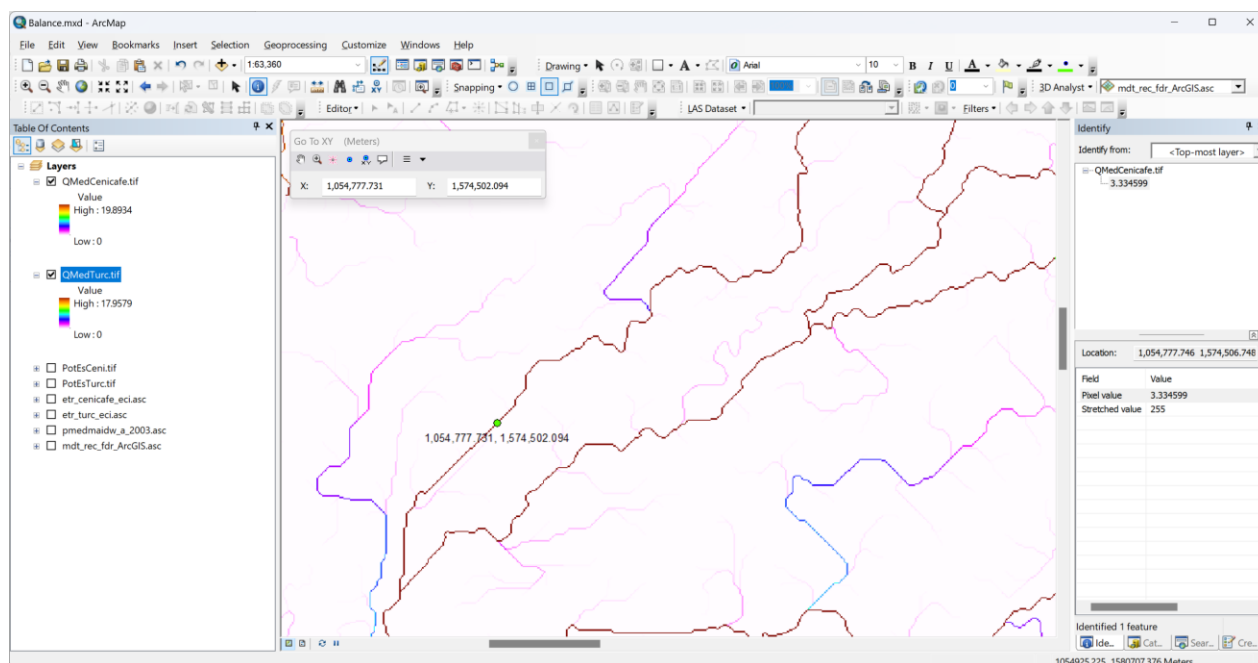 Balance.mxd - ArcMap
File Edit View Bookmarks Insert Selection Geoprocessing Customize Windows Help
1:63,360 Drawing Arial 10 B I U A
Snapping 3D Analyst mdt_rec_fdr_ArcGIS.asc
Editor LAS Dataset Filters
Table Of Contents
Layers
QMedCenicafe.tif
Value
High : 19.8934
Low : 0
QMedTurc.tif
Value
High : 17.9579
Low : 0
PotEsCeni.tif
PotEsTurc.tif
etr_cenicafe_eci.asc
etr_turc_eci.asc
pmedmaidw_a_2003.asc
mdt_rec_fdr_ArcGIS.asc
Go To XY (Meters)
X: 1,054,777.731 Y: 1,574,502.094
1,054,777.731, 1,574,502.094
Identify
Identify from: <Top-most layer>
QMedCenicafe.tif
3.334599
Location: 1,054,777.746 1,574,506.748
Field Value
Pixel value 3.334599
Stretched value 255
Identified 1 feature
Ide... Cat... Sear... Cre
1054925.225 1580707.376 Meters